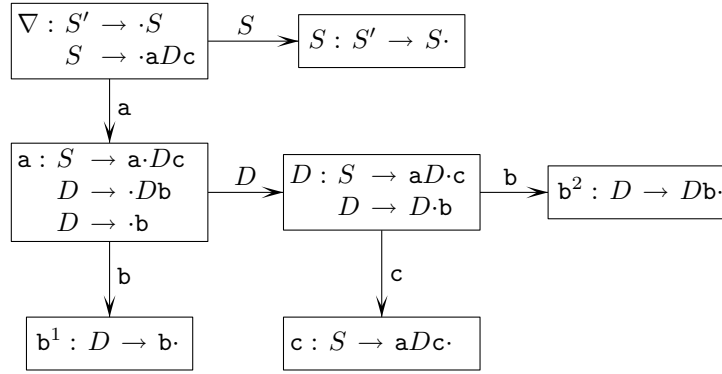 ∇ : S′ → ·S
S → ·aDc
S
S : S′ → S·
a
a : S → a·Dc
D → ·Db
D → ·b
D
D : S → aD·c
D → D·b
b
b² : D → Db·
b
c
b¹ : D → b·
c : S → aDc·